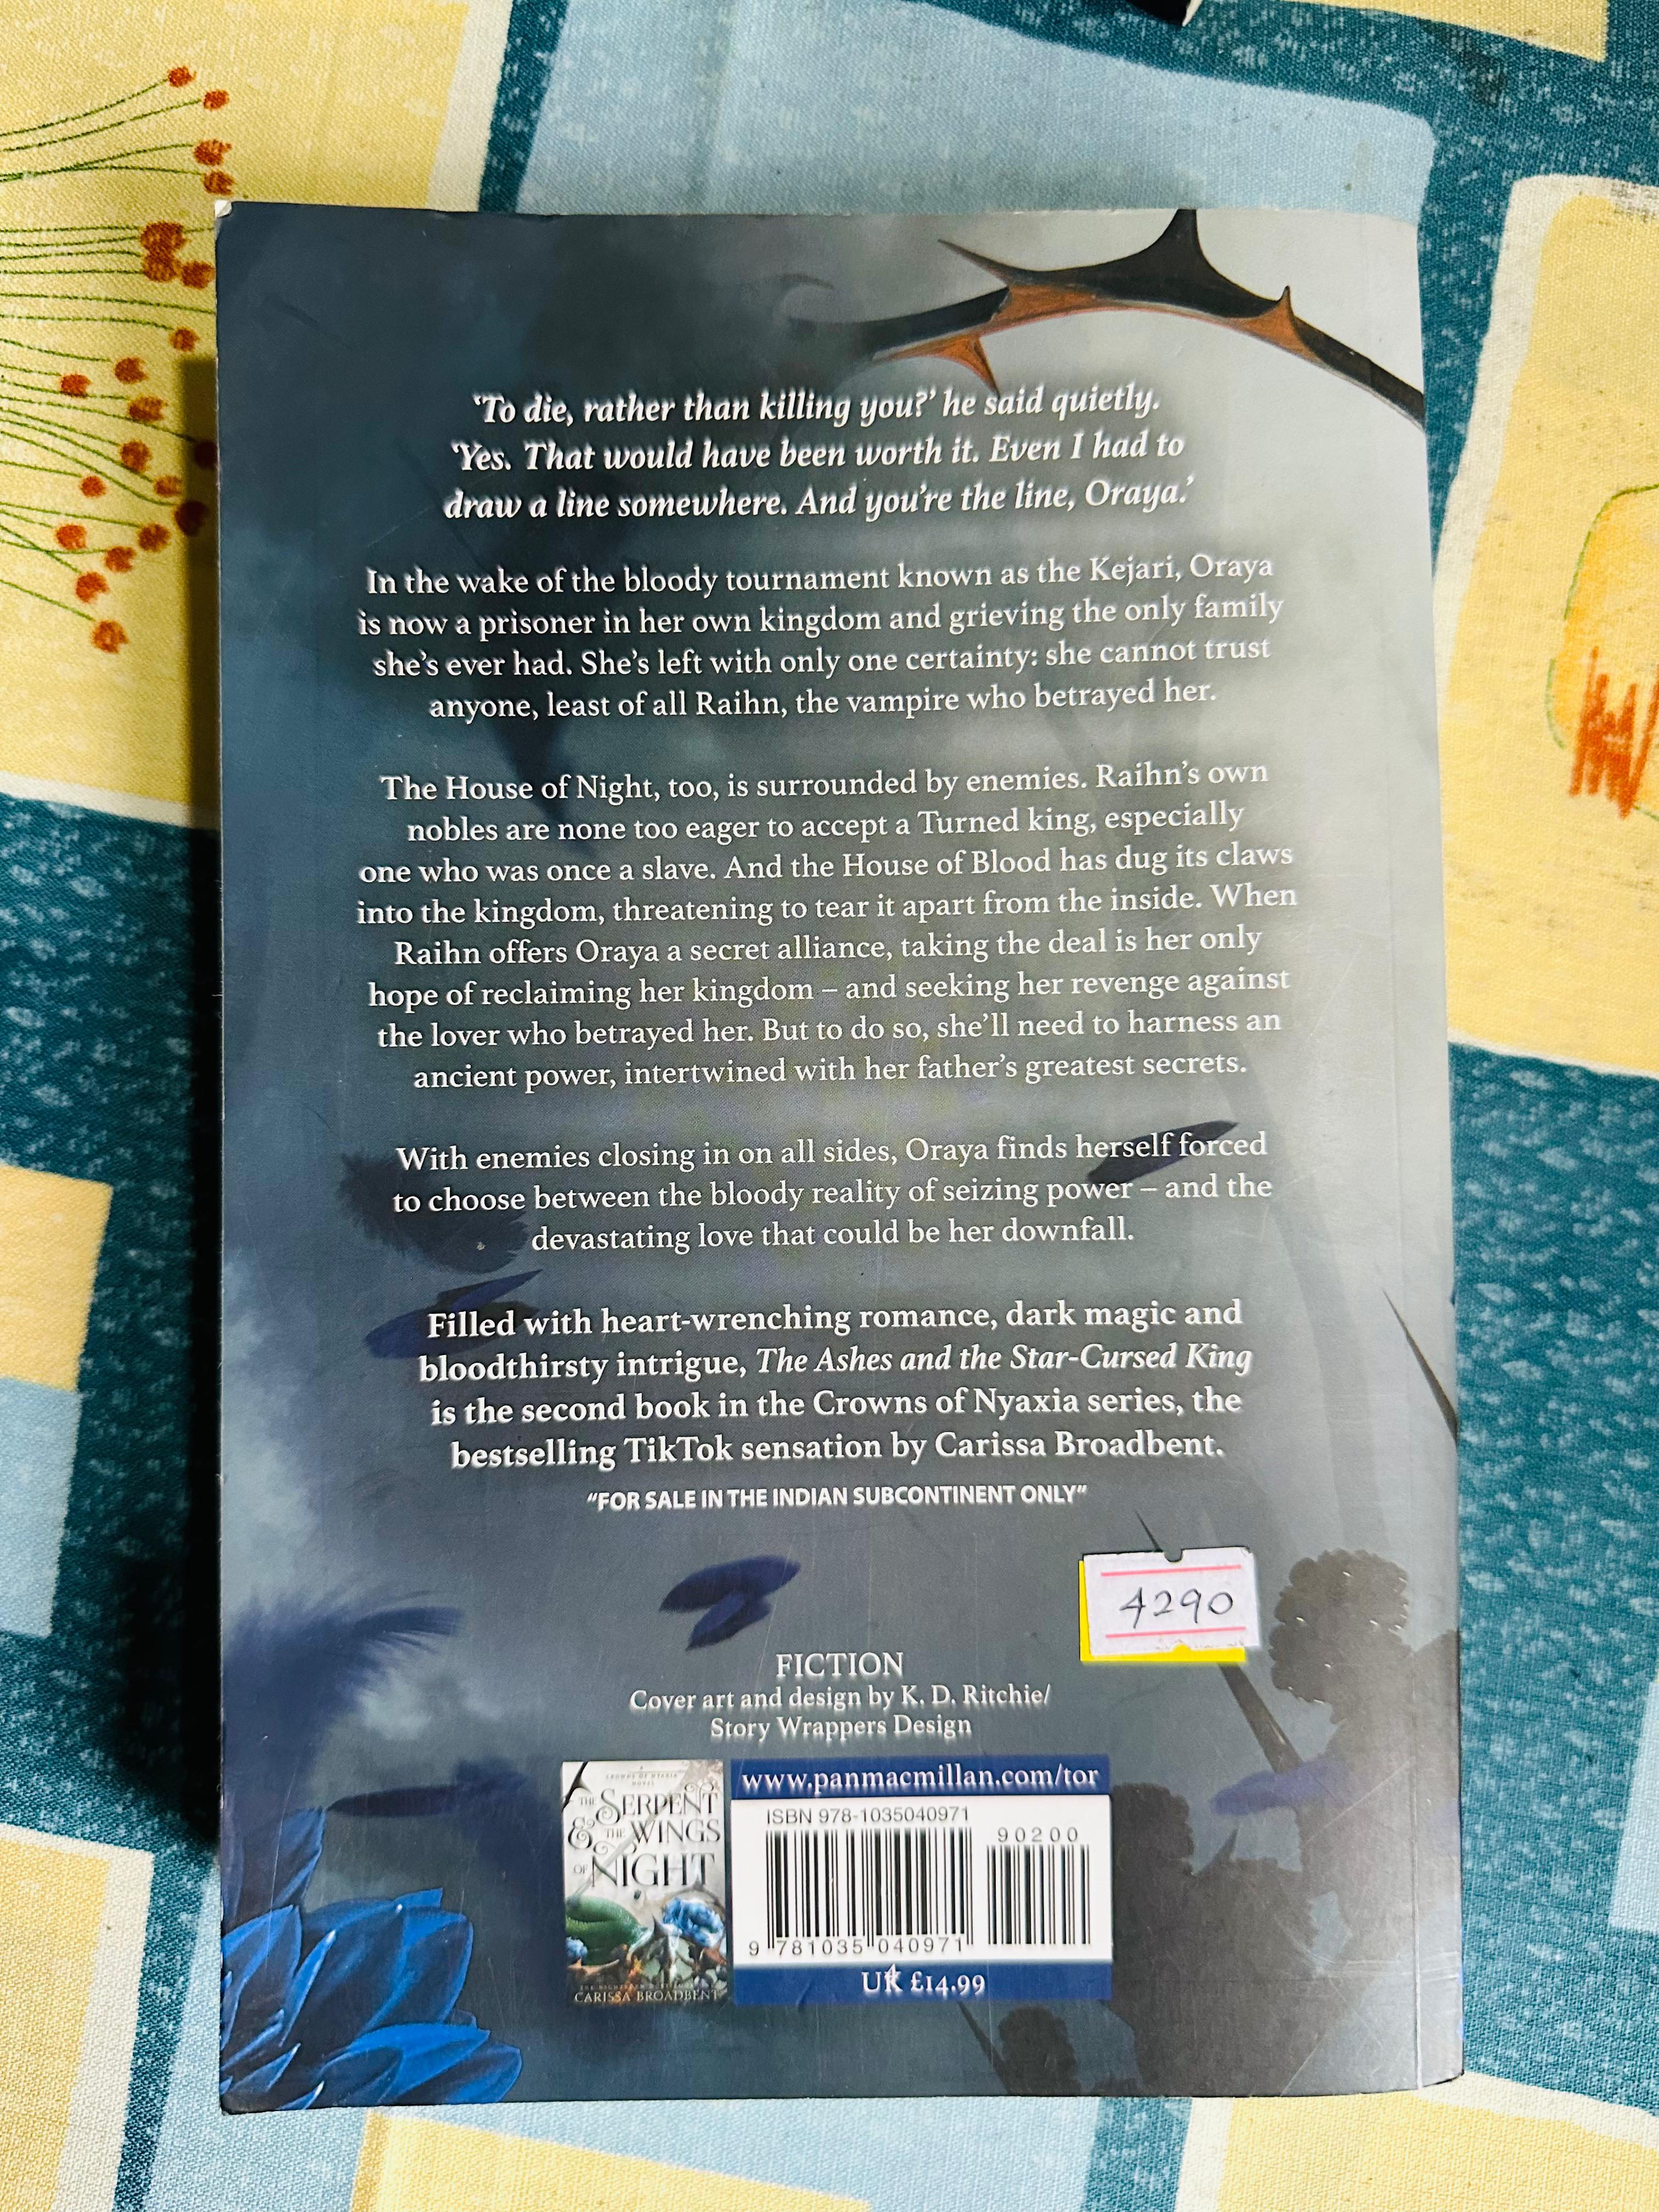 ‘To die, rather than killing you?’ he said quietly.
‘Yes. That would have been worth it. Even I had to
draw a line somewhere. And you’re the line, Oraya.’
In the wake of the bloody tournament known as the Kejari, Oraya
is now a prisoner in her own kingdom and grieving the only family
she’s ever had. She’s left with only one certainty: she cannot trust
anyone, least of all Raihn, the vampire who betrayed her.
The House of Night, too, is surrounded by enemies. Raihn’s own
nobles are none too eager to accept a Turned king, especially
one who was once a slave. And the House of Blood has dug its claws
into the kingdom, threatening to tear it apart from the inside. When
Raihn offers Oraya a secret alliance, taking the deal is her only
hope of reclaiming her kingdom – and seeking her revenge against
the lover who betrayed her. But to do so, she’ll need to harness an
ancient power, intertwined with her father’s greatest secrets.
With enemies closing in on all sides, Oraya finds herself forced
to choose between the bloody reality of seizing power – and the
devastating love that could be her downfall.
Filled with heart-wrenching romance, dark magic and
bloodthirsty intrigue, The Ashes and the Star-Cursed King
is the second book in the Crowns of Nyaxia series, the
bestselling TikTok sensation by Carissa Broadbent.
“FOR SALE IN THE INDIAN SUBCONTINENT ONLY”
4290
FICTION
Cover art and design by K. D. Ritchie/
Story Wrappers Design
A
CROWNS OF NYAXIA
NOVEL
THE SERPENT
& THE WINGS
OF NIGHT
CARISSA BROADBENT
www.panmacmillan.com/tor
ISBN 978-1035040971
90200
9 781035 040971
UK £14.99